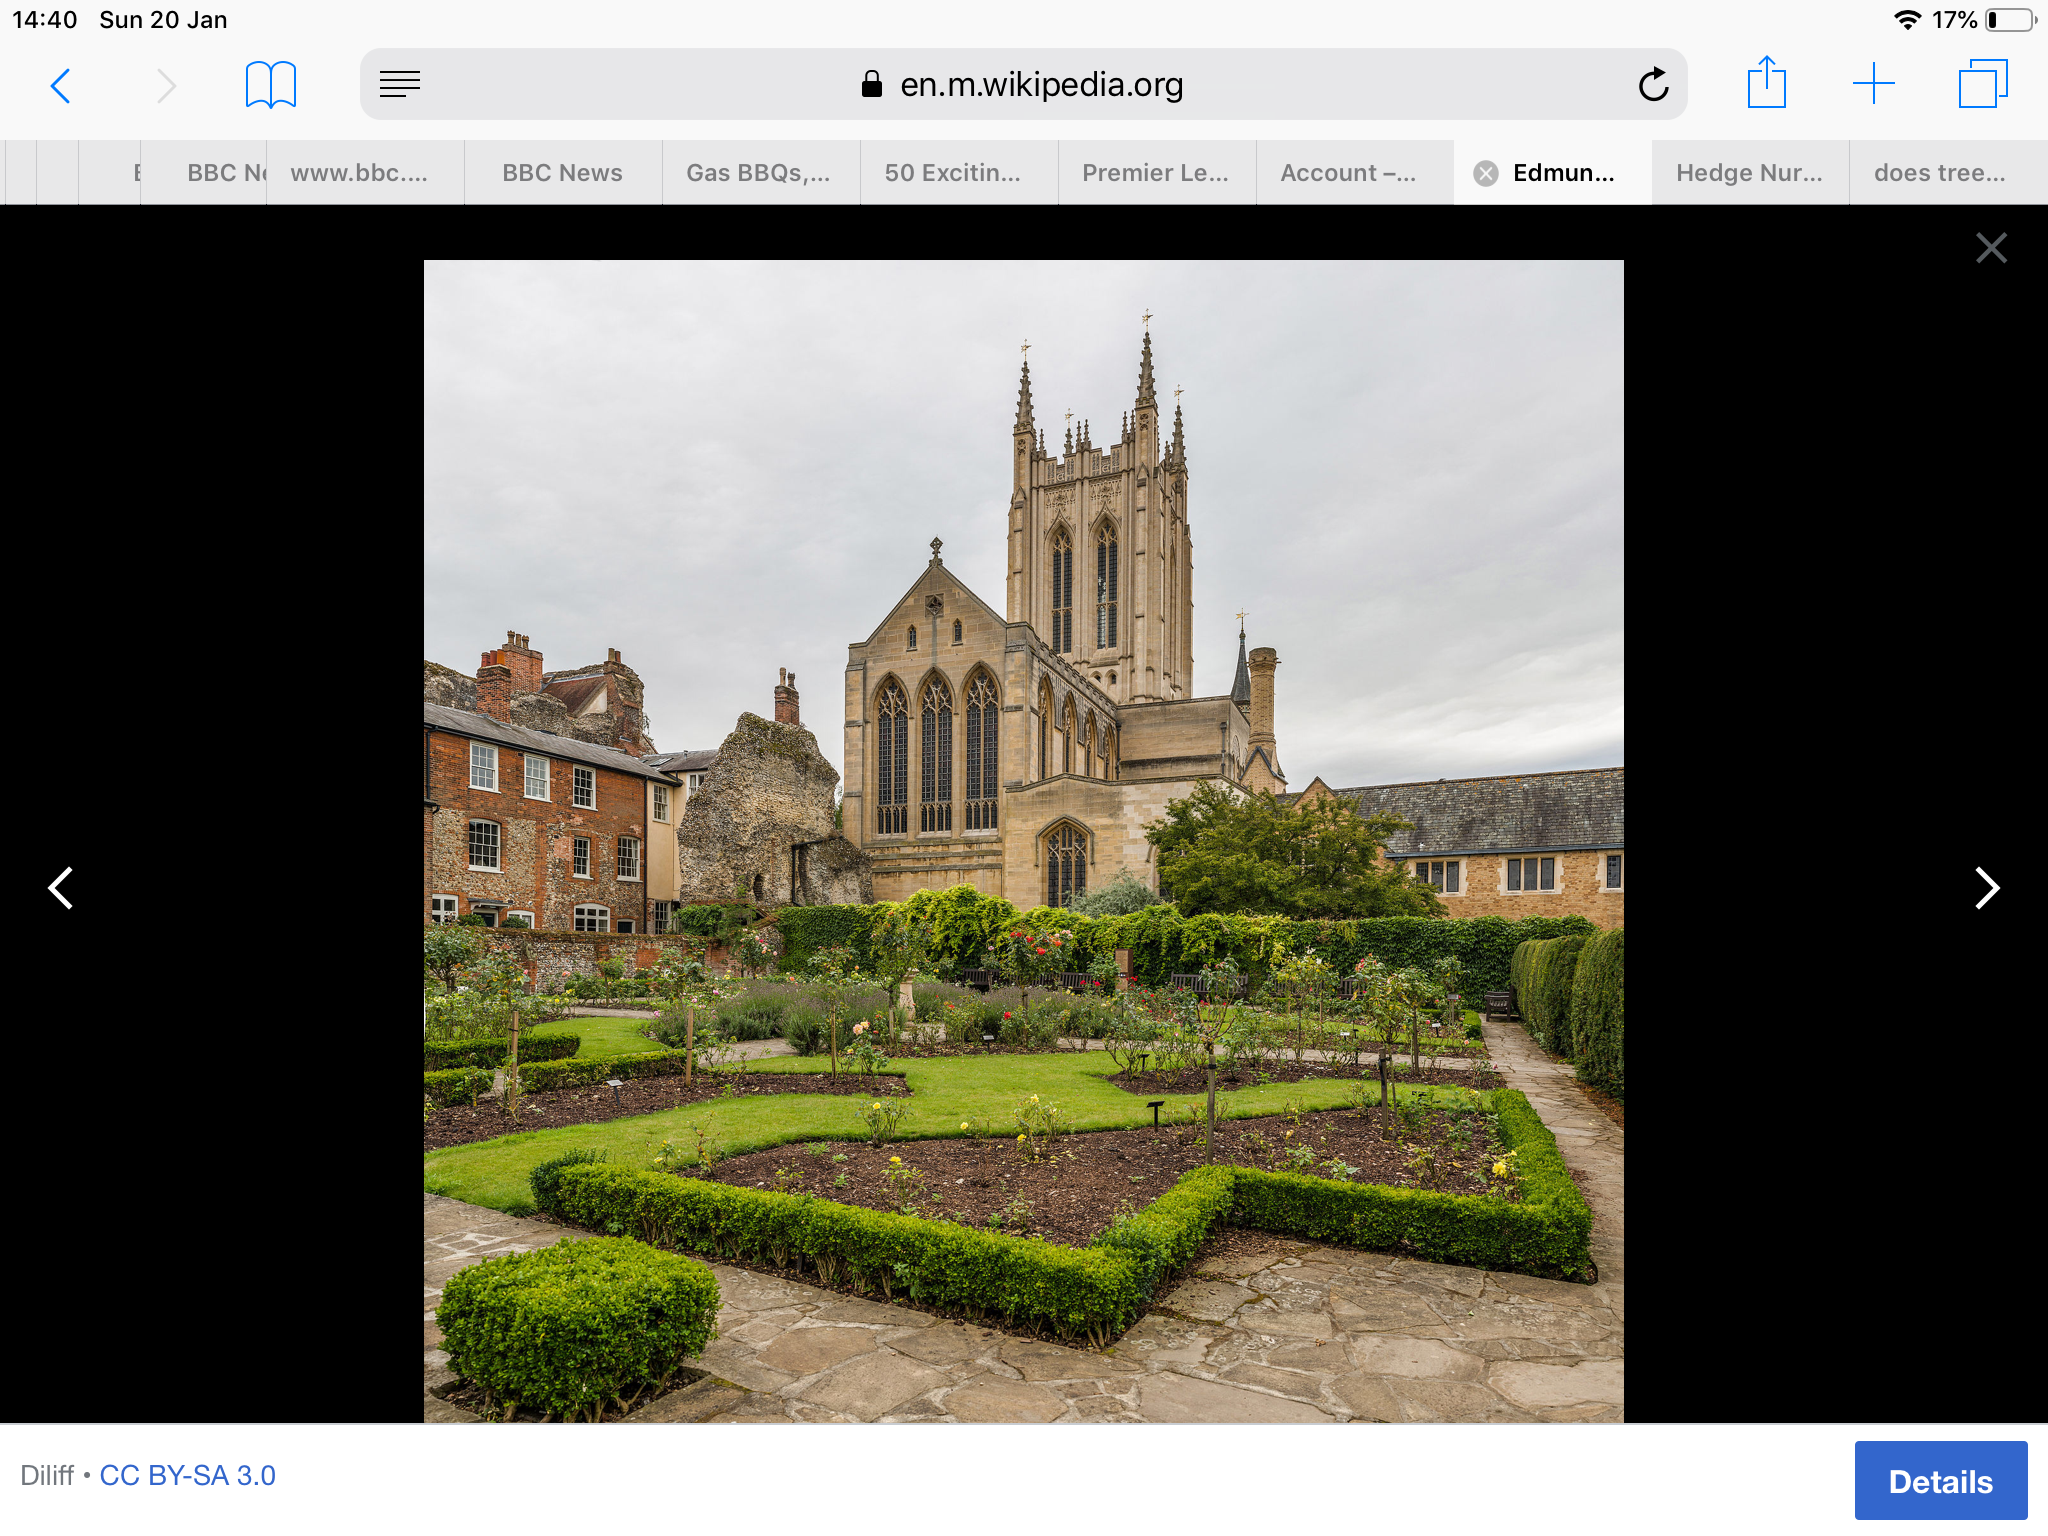 14:40 Sun 20 Jan 17%
en.m.wikipedia.org
BBC Ne www.bbc.... BBC News Gas BBQs,... 50 Excitin... Premier Le... Account –... Edmun... Hedge Nur... does tree...
Diliff • CC BY-SA 3.0
Details